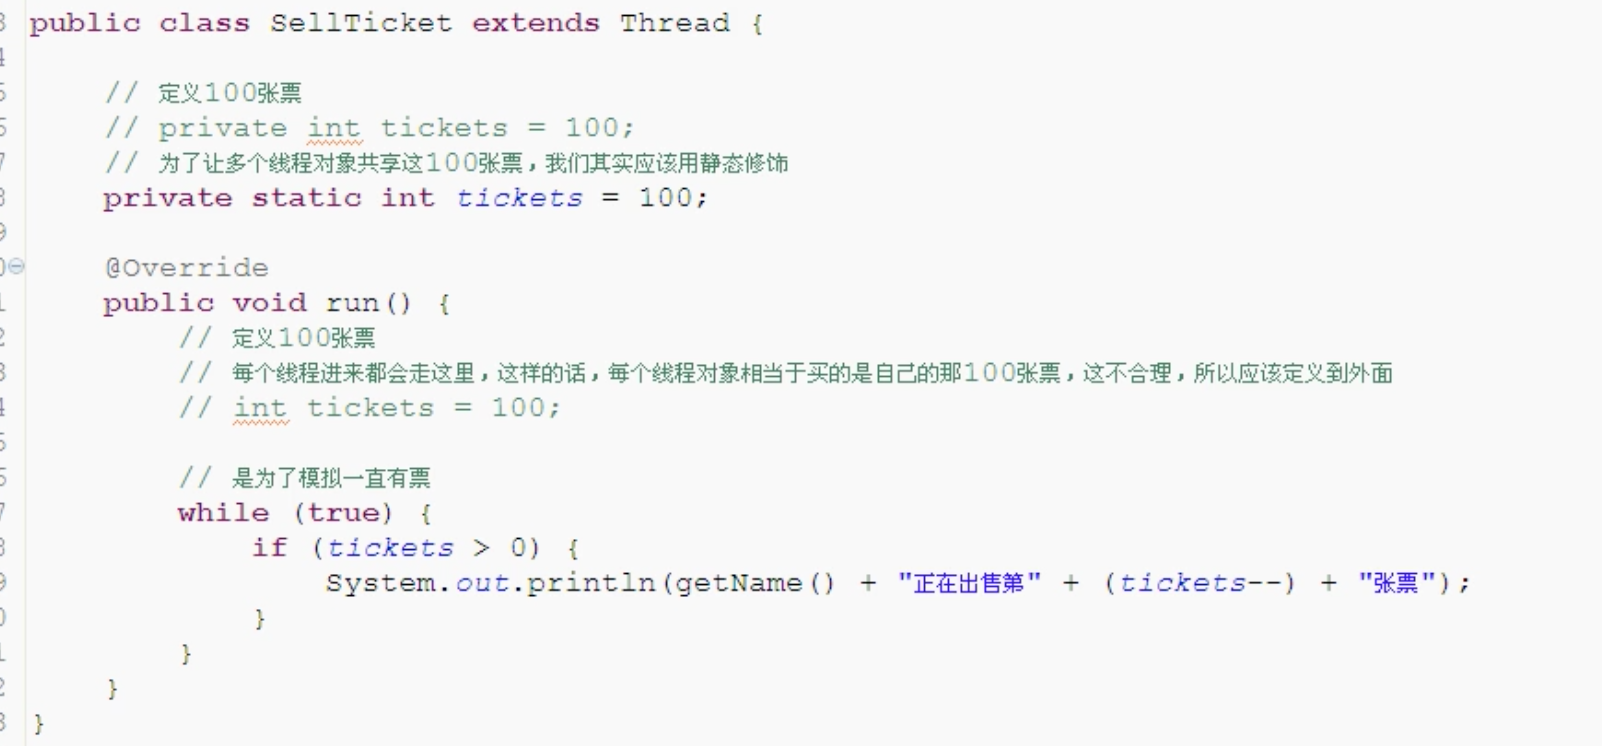 public class SellTicket extends Thread {
// 定义100张票
// private int tickets = 100;
// 为了让多个线程对象共享这100张票，我们其实应该用静态修饰
private static int tickets = 100;
@Override
public void run() {
// 定义100张票
// 每个线程进来都会走这里，这样的话，每个线程对象相当于买的是自己的那100张票，这不合理，所以应该定义到外面
// int tickets = 100;
// 是为了模拟一直有票
while (true) {
if (tickets > 0) {
System.out.println(getName() + "正在出售第" + (tickets--) + "张票");
}
}
}
}